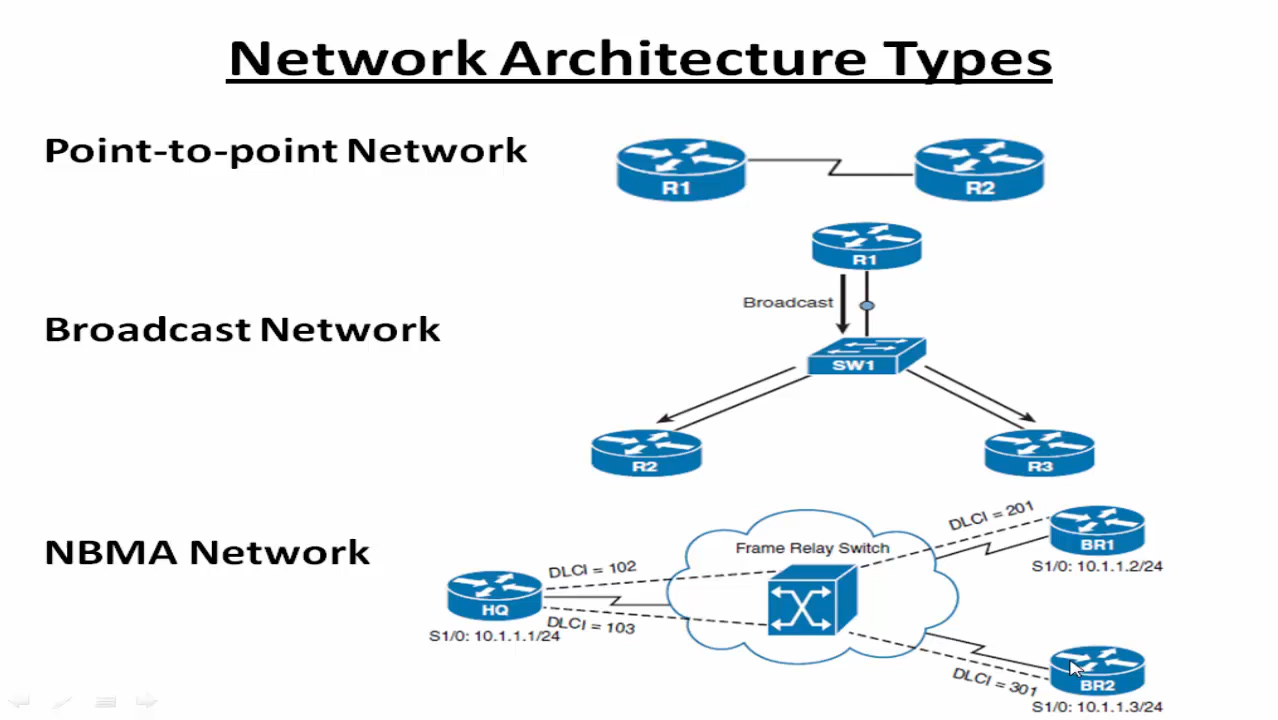 Network Architecture Types
Point-to-point Network
R1
R2
R1
Broadcast
Broadcast Network
SW1
R2
R3
DLCI = 201
Frame Relay Switch
BR1
NBMA Network
S1/0: 10.1.1.2/24
DLCI = 102
HQ
DLCI = 103
S1/0: 10.1.1.1/24
DLCI = 301
BR2
S1/0: 10.1.1.3/24